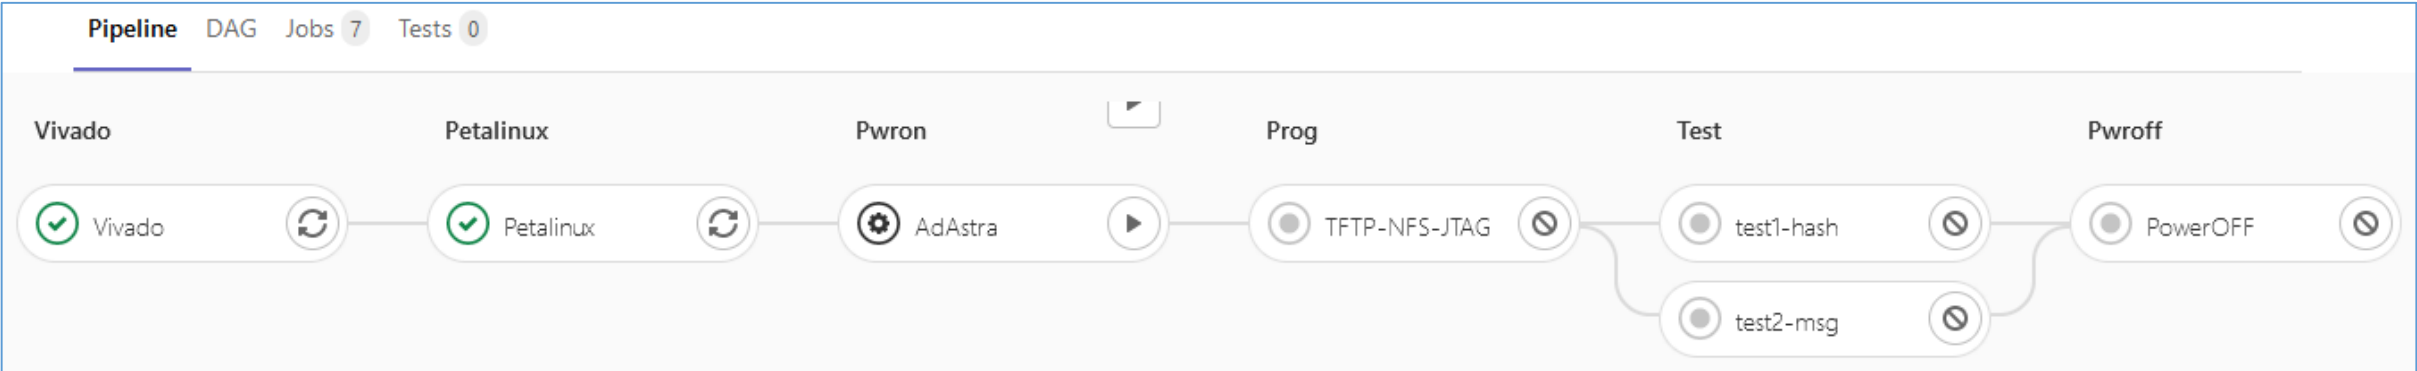 Pipeline DAG Jobs 7 Tests 0
Vivado Petalinux Pwron Prog Test Pwroff
Vivado Petalinux AdAstra TFTP-NFS-JTAG test1-hash PowerOFF
test2-msg